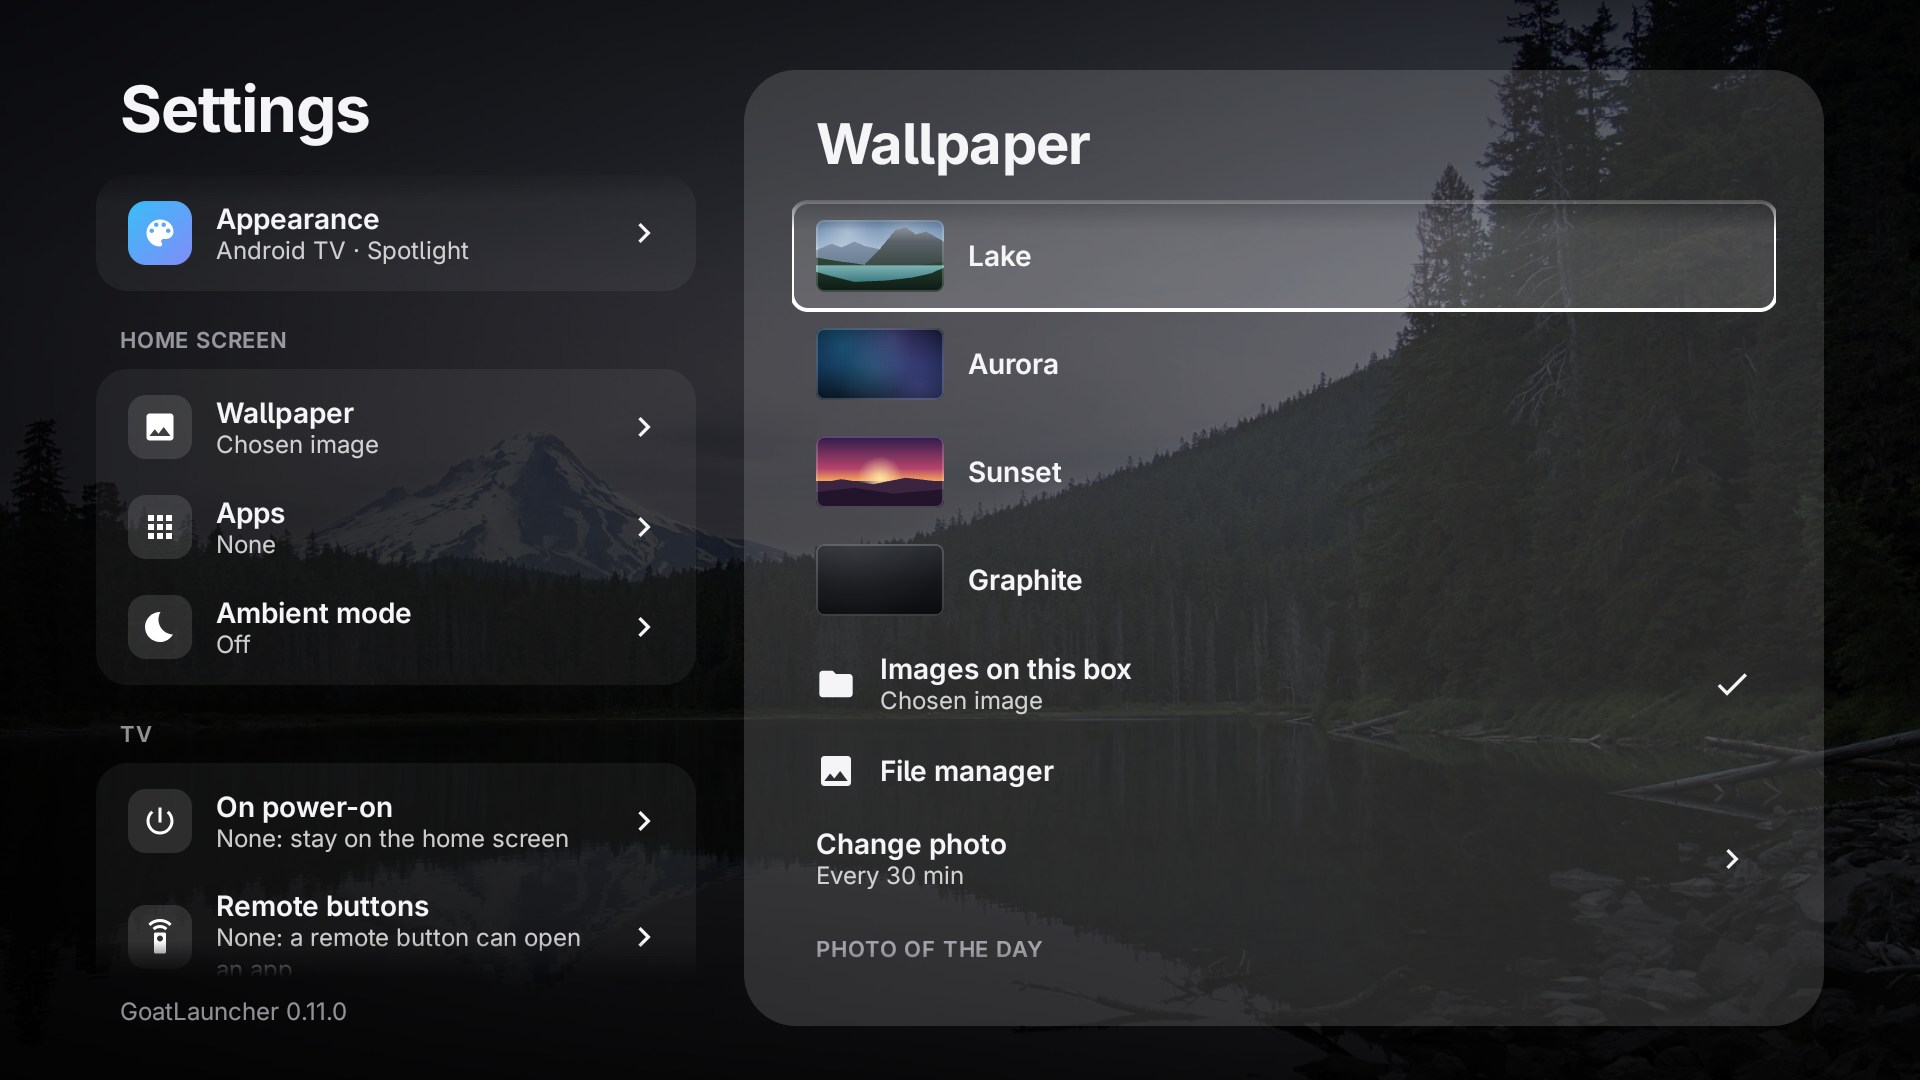 Settings
Appearance
Android TV · Spotlight
HOME SCREEN
Wallpaper
Chosen image
Apps
None
Ambient mode
Off
TV
On power-on
None: stay on the home screen
Remote buttons
None: a remote button can open
an app
GoatLauncher 0.11.0
Wallpaper
Lake
Aurora
Sunset
Graphite
Images on this box
Chosen image
File manager
Change photo
Every 30 min
PHOTO OF THE DAY